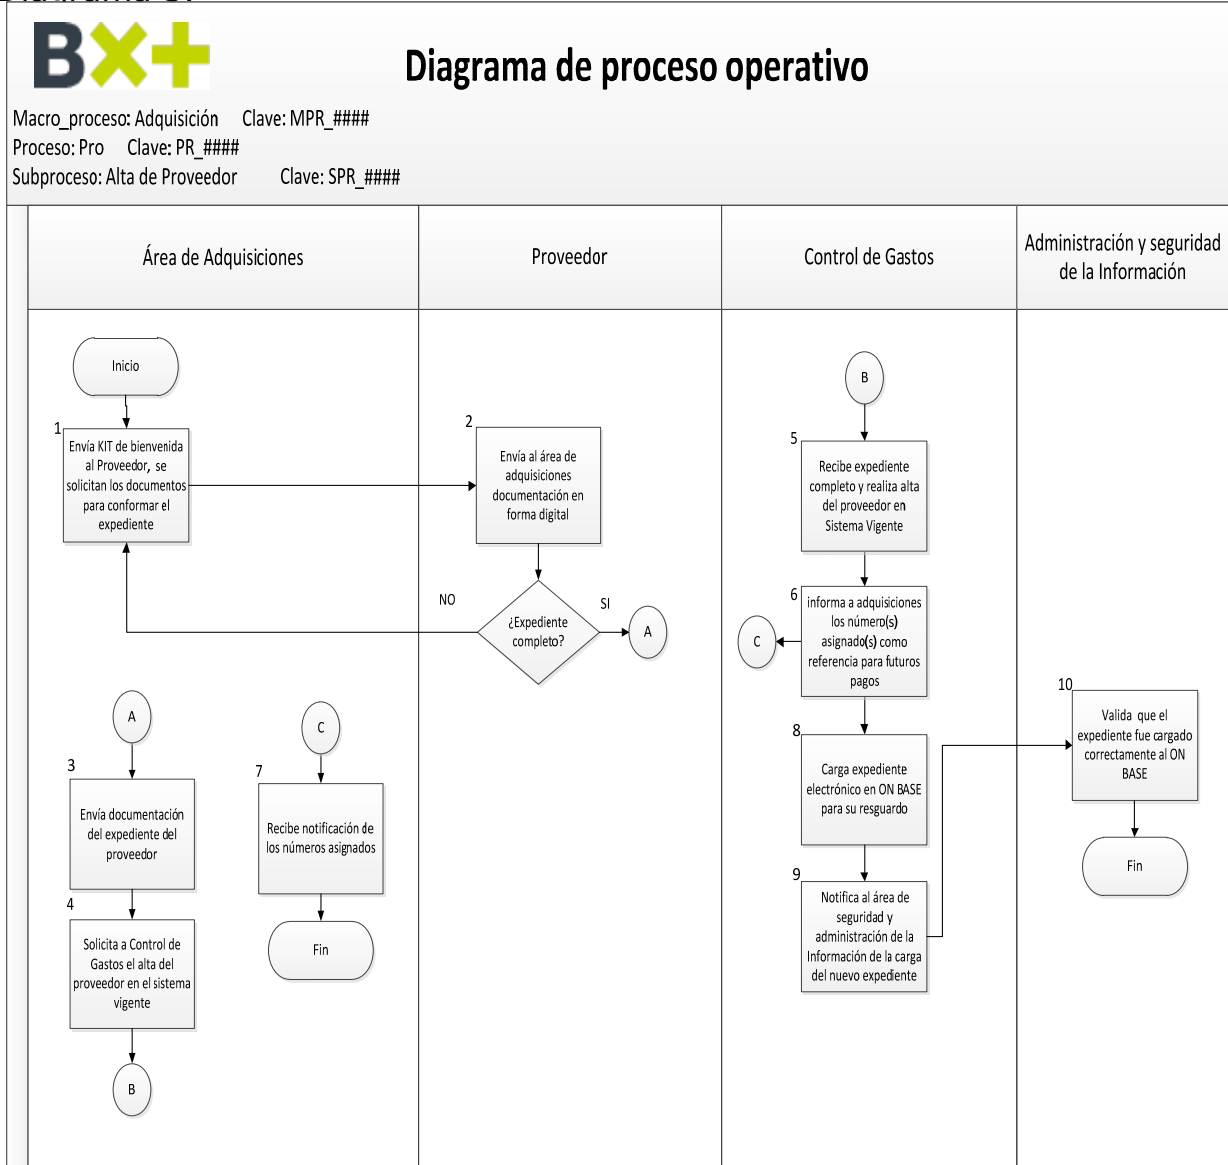 BX+
Diagrama de proceso operativo
Macro_proceso: Adquisición Clave: MPR_####
Proceso: Pro Clave: PR_####
Subproceso: Alta de Proveedor Clave: SPR_####
Área de Adquisiciones
Proveedor
Control de Gastos
Administración y seguridad
de la Información
Inicio
1
Envía KIT de bienvenida
al Proveedor, se
solicitan los documentos
para conformar el
expediente
2
Envía al área de
adquisiciones
documentación en
forma digital
NO
¿Expediente
completo?
SI
A
A
3
Envía documentación
del expediente del
proveedor
4
Solicita a Control de
Gastos el alta del
proveedor en el sistema
vigente
B
C
7
Recibe notificación de
los números asignados
Fin
B
5
Recibe expediente
completo y realiza alta
del proveedor en
Sistema Vigente
6
informa a adquisiciones
los número(s)
asignado(s) como
referencia para futuros
pagos
C
8
Carga expediente
electrónico en ON BASE
para su resguardo
9
Notifica al área de
seguridad y
administración de la
Información de la carga
del nuevo expediente
10
Valida que el
expediente fue cargado
correctamente al ON
BASE
Fin